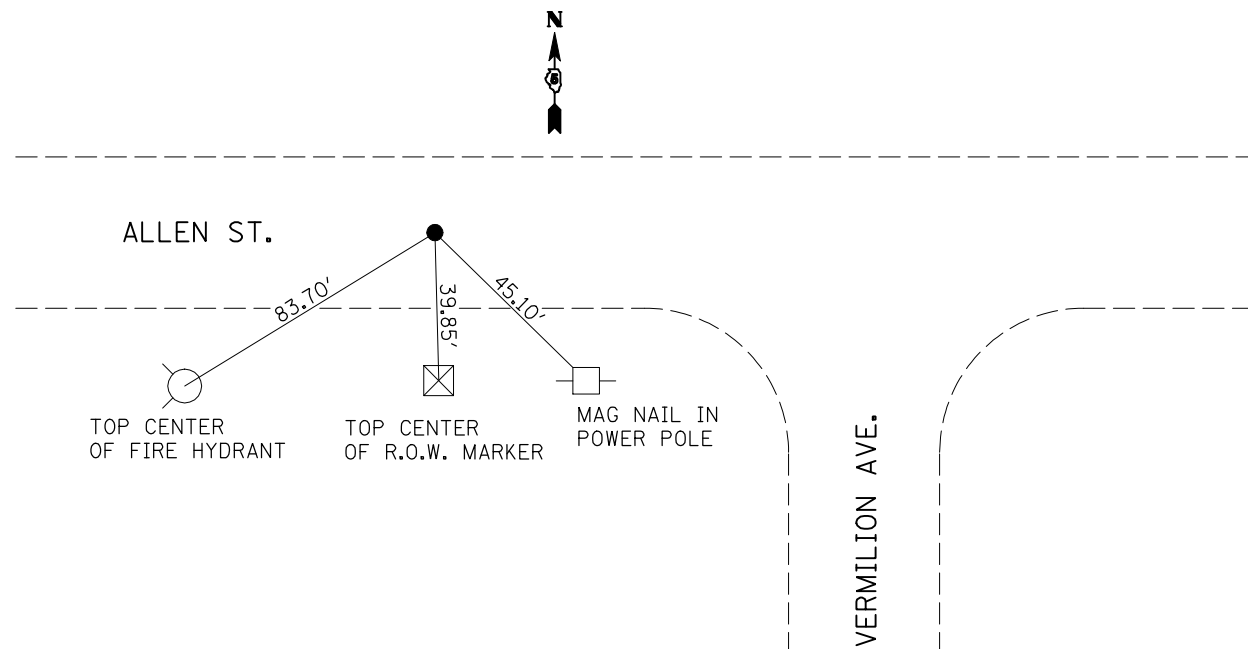 N
5
ALLEN ST.
83.70'
39.85'
45.10'
TOP CENTER
OF FIRE HYDRANT
TOP CENTER
OF R.O.W. MARKER
MAG NAIL IN
POWER POLE
VERMILION AVE.